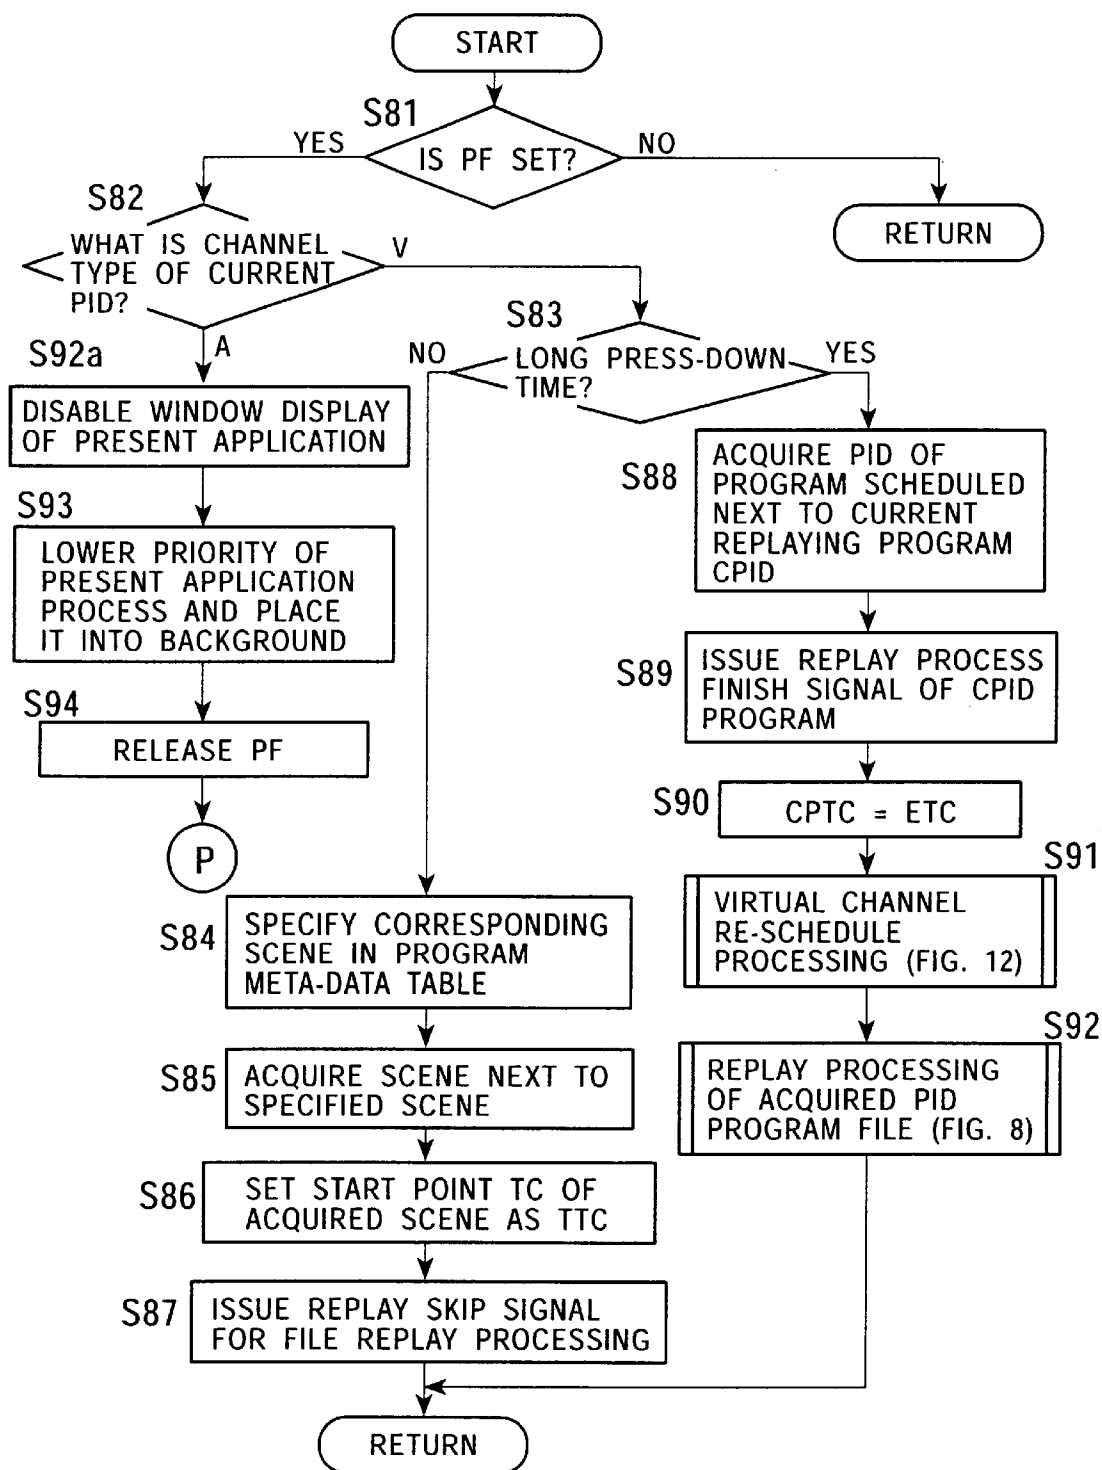 START
S81
YES
IS PF SET?
NO
S82
RETURN
WHAT IS CHANNEL
TYPE OF CURRENT
PID?
V
A
S83
NO
LONG PRESS-DOWN
TIME?
YES
S92a
DISABLE WINDOW DISPLAY
OF PRESENT APPLICATION
S93
LOWER PRIORITY OF
PRESENT APPLICATION
PROCESS AND PLACE
IT INTO BACKGROUND
S94
RELEASE PF
P
S88
ACQUIRE PID OF
PROGRAM SCHEDULED
NEXT TO CURRENT
REPLAYING PROGRAM
CPID
S89
ISSUE REPLAY PROCESS
FINISH SIGNAL OF CPID
PROGRAM
S90
CPTC = ETC
S91
VIRTUAL CHANNEL
RE-SCHEDULE
PROCESSING (FIG. 12)
S92
REPLAY PROCESSING
OF ACQUIRED PID
PROGRAM FILE (FIG. 8)
S84
SPECIFY CORRESPONDING
SCENE IN PROGRAM
META-DATA TABLE
S85
ACQUIRE SCENE NEXT TO
SPECIFIED SCENE
S86
SET START POINT TC OF
ACQUIRED SCENE AS TTC
S87
ISSUE REPLAY SKIP SIGNAL
FOR FILE REPLAY PROCESSING
RETURN